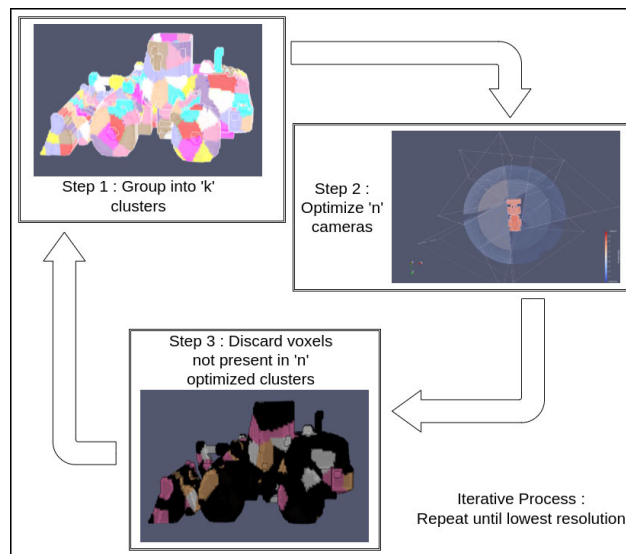 Step 1 : Group into 'k'
clusters
Step 2 :
Optimize 'n'
cameras
Step 3 : Discard voxels
not present in 'n'
optimized clusters
Iterative Process :
Repeat until lowest resolution